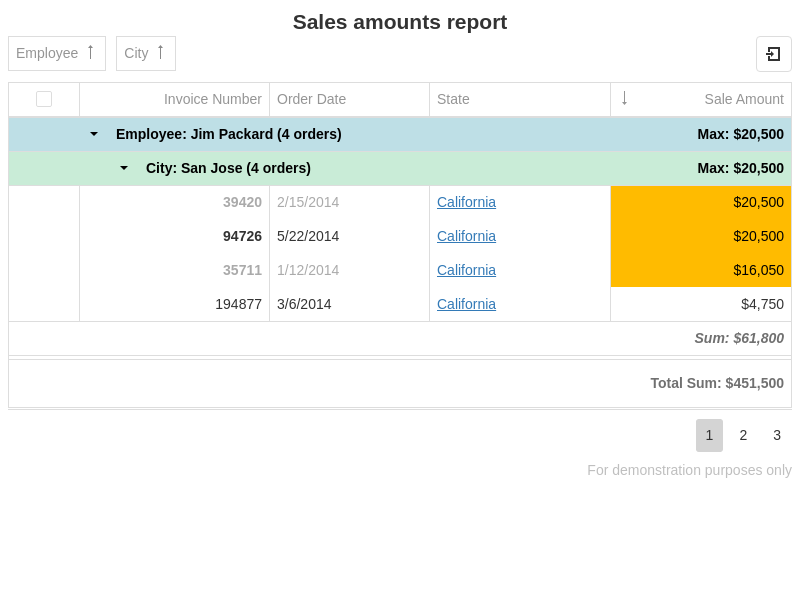 Sales amounts report
Employee City
Invoice Number Order Date State Sale Amount
Employee: Jim Packard (4 orders) Max: $20,500
City: San Jose (4 orders) Max: $20,500
39420 2/15/2014 California $20,500
94726 5/22/2014 California $20,500
35711 1/12/2014 California $16,050
194877 3/6/2014 California $4,750
Sum: $61,800
Total Sum: $451,500
1 2 3
For demonstration purposes only